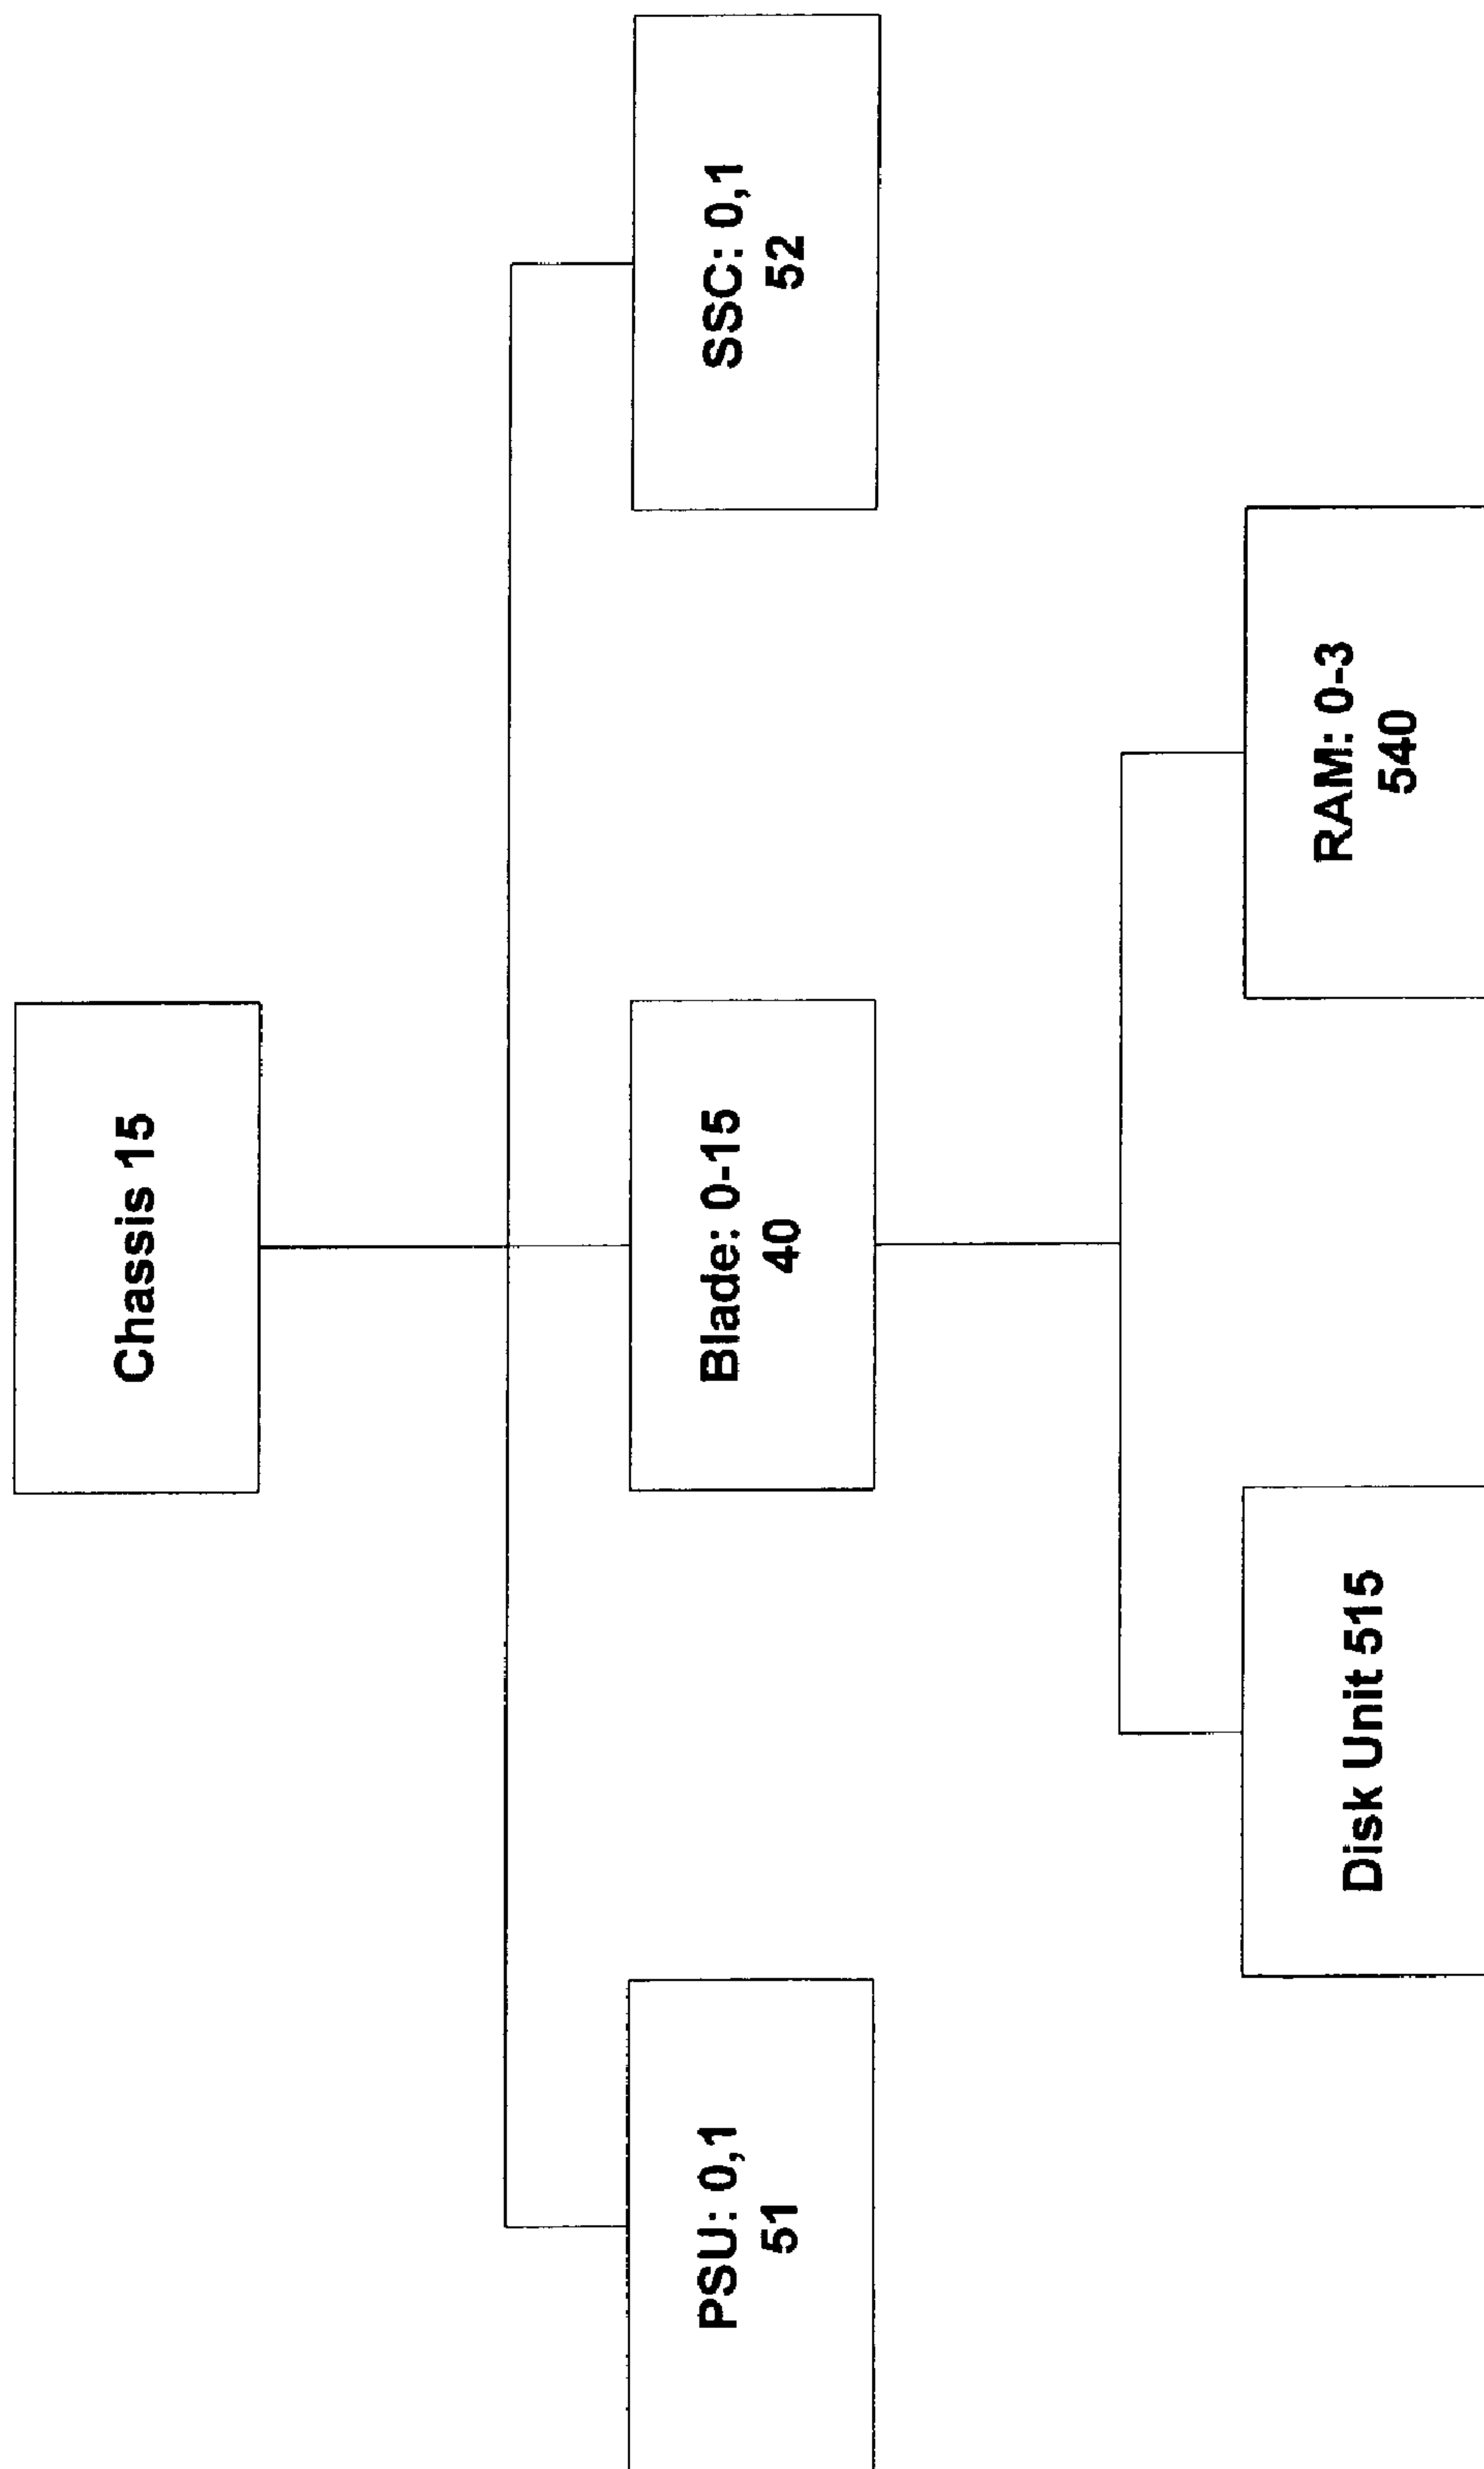 Chassis 15
PSU: 0,1
51
Blade: 0-15
40
SSC: 0,1
52
Disk Unit 515
RAM: 0-3
540